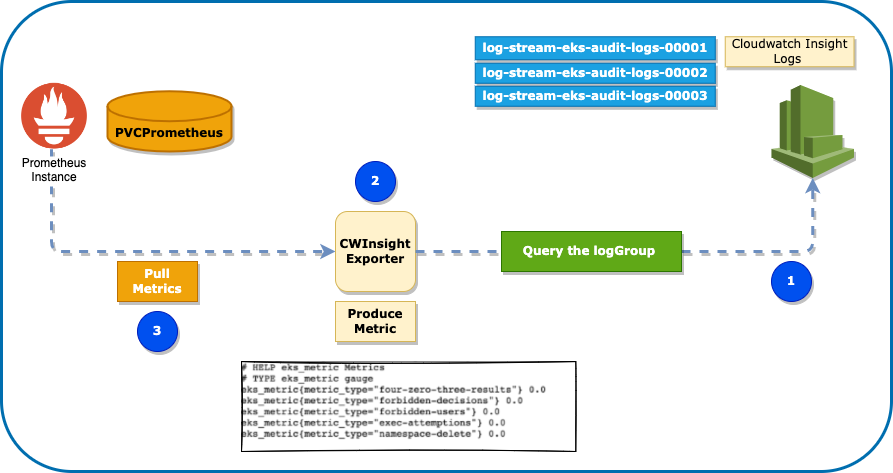 log-stream-eks-audit-logs-00001
log-stream-eks-audit-logs-00002
log-stream-eks-audit-logs-00003
Cloudwatch Insight
Logs
PVCPrometheus
Prometheus
Instance
2
CWInsight
Exporter
Query the logGroup
1
Pull
Metrics
3
Produce
Metric
# HELP eks_metric Metrics
# TYPE eks_metric gauge
eks_metric{metric_type="four-zero-three-results"} 0.0
eks_metric{metric_type="forbidden-decisions"} 0.0
eks_metric{metric_type="forbidden-users"} 0.0
eks_metric{metric_type="exec-attemptions"} 0.0
eks_metric{metric_type="namespace-delete"} 0.0